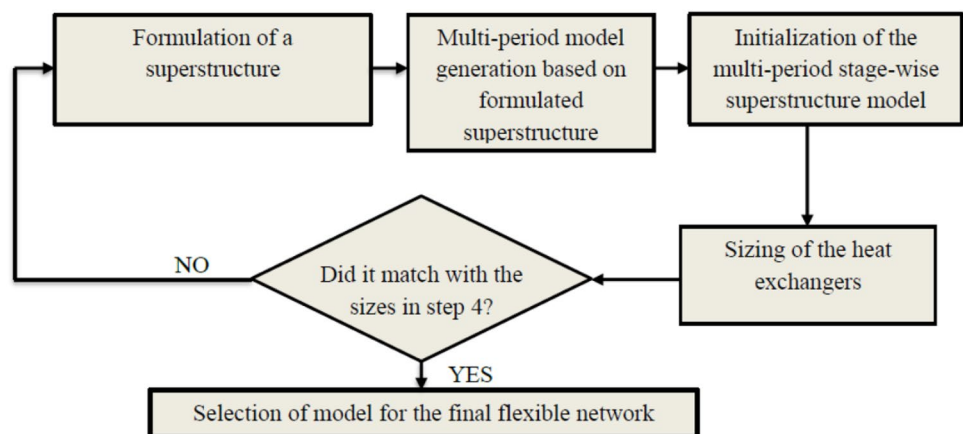 Formulation of a
superstructure
Multi-period model
generation based on
formulated
superstructure
Initialization of the
multi-period stage-wise
superstructure model
Sizing of the heat
exchangers
Did it match with the
sizes in step 4?
NO
YES
Selection of model for the final flexible network